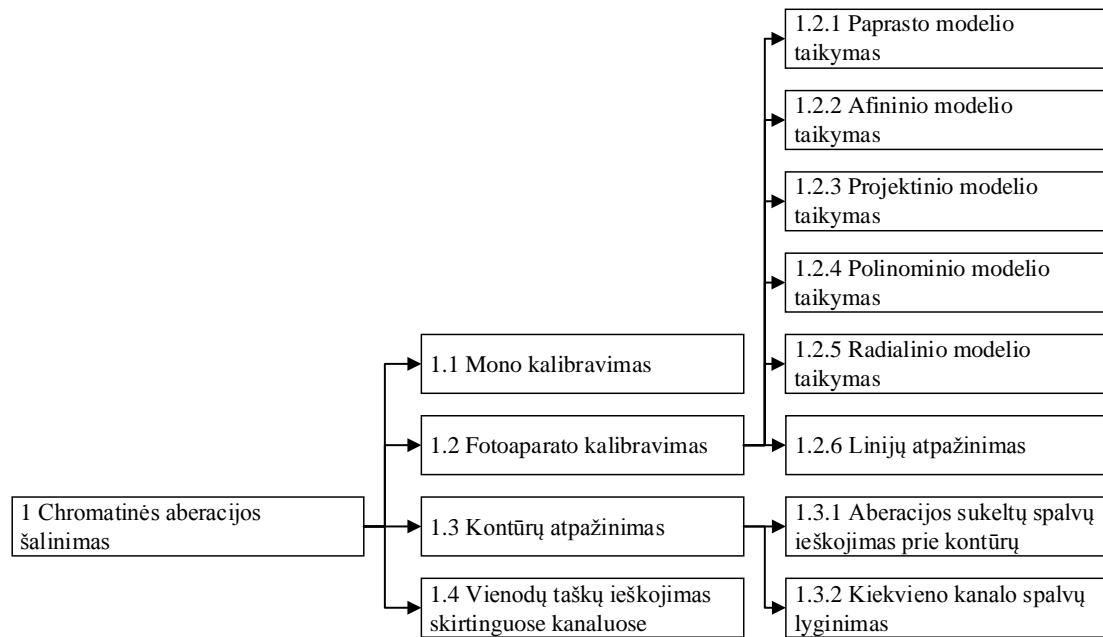 1.2.1 Paprasto modelio
taikymas
1.2.2 Afininio modelio
taikymas
1.2.3 Projektinio modelio
taikymas
1.2.4 Polinominio modelio
taikymas
1.1 Mono kalibravimas
1.2.5 Radialinio modelio
taikymas
1.2 Fotoaparato kalibravimas
1.2.6 Linijų atpažinimas
1 Chromatinės aberacijos
šalinimas
1.3 Kontūrų atpažinimas
1.3.1 Aberacijos sukeltų spalvų
ieškojimas prie kontūrų
1.4 Vienodų taškų ieškojimas
skirtinguose kanaluose
1.3.2 Kiekvieno kanalo spalvų
lyginimas